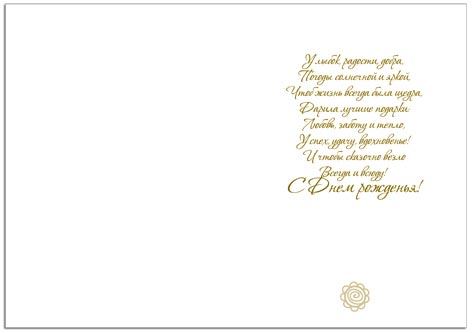 Улыбок, радости, добра,
Погоды солнечной и яркой,
Чтоб жизнь всегда была щедра,
Дарила лучшие подарки:
Любовь, заботу и тепло,
Успех, удачу, вдохновенье!
И чтобы сказочно везло
Всегда и всюду!
С Днем рожденья!